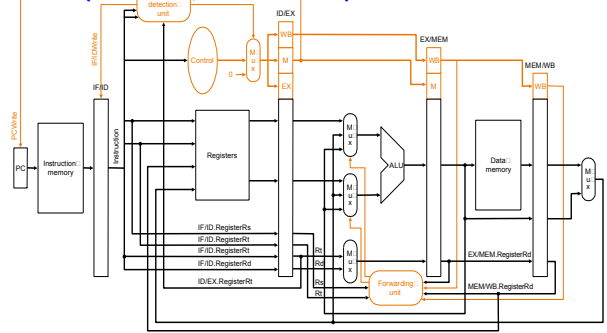 detection
unit
ID/EX
WB
EX/MEM
IF/IDWrite
Control
M
u
x
M
WB
MEM/WB
0
IF/ID
EX
M
WB
PCWrite
Instruction
M
u
x
PC
Instruction
memory
Registers
ALU
Data
memory
M
u
x
M
u
x
IF/ID.RegisterRs
IF/ID.RegisterRt
IF/ID.RegisterRt
Rt
M
u
x
EX/MEM.RegisterRd
IF/ID.RegisterRd
Rd
ID/EX.RegisterRt
Rs
Rt
Forwarding
unit
MEM/WB.RegisterRd